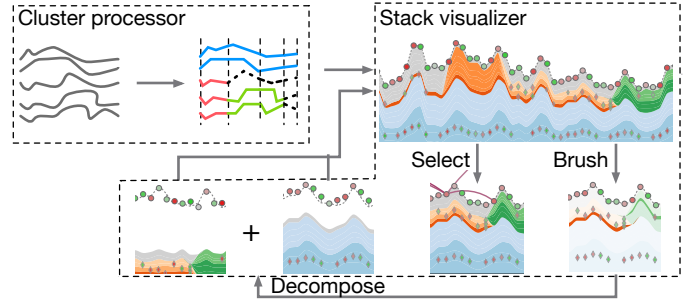 Cluster processor
Stack visualizer
Select
Brush
+
Decompose